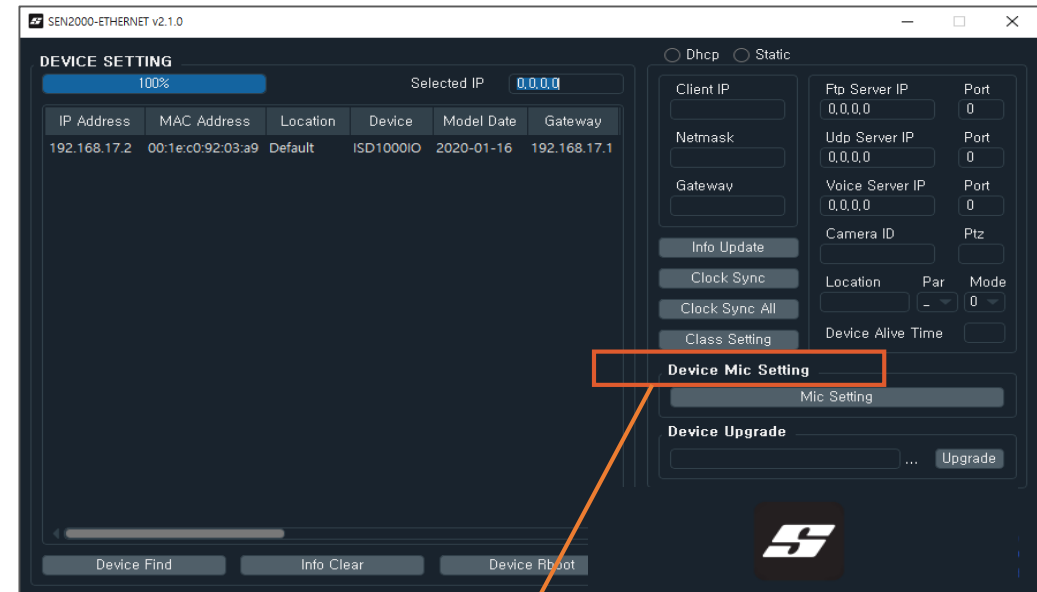 SEN2000-ETHERNET v2.1.0
DEVICE SETTING
100%
Selected IP 0,0,0,0
IP Address MAC Address Location Device Model Date Gateway
192.168.17.2 00:1e:c0:92:03:a9 Default ISD1000IO 2020-01-16 192.168.17.1
Device Find Info Clear Device Rboot
Dhcp Static
Client IP
Netmask
Gateway
Info Update
Clock Sync
Clock Sync All
Class Setting
Ftp Server IP Port
0,0,0,0 0
Udp Server IP Port
0,0,0,0 0
Voice Server IP Port
0,0,0,0 0
Camera ID Ptz
Location Par Mode
_ 0
Device Alive Time
Device Mic Setting
Mic Setting
Device Upgrade
... Upgrade